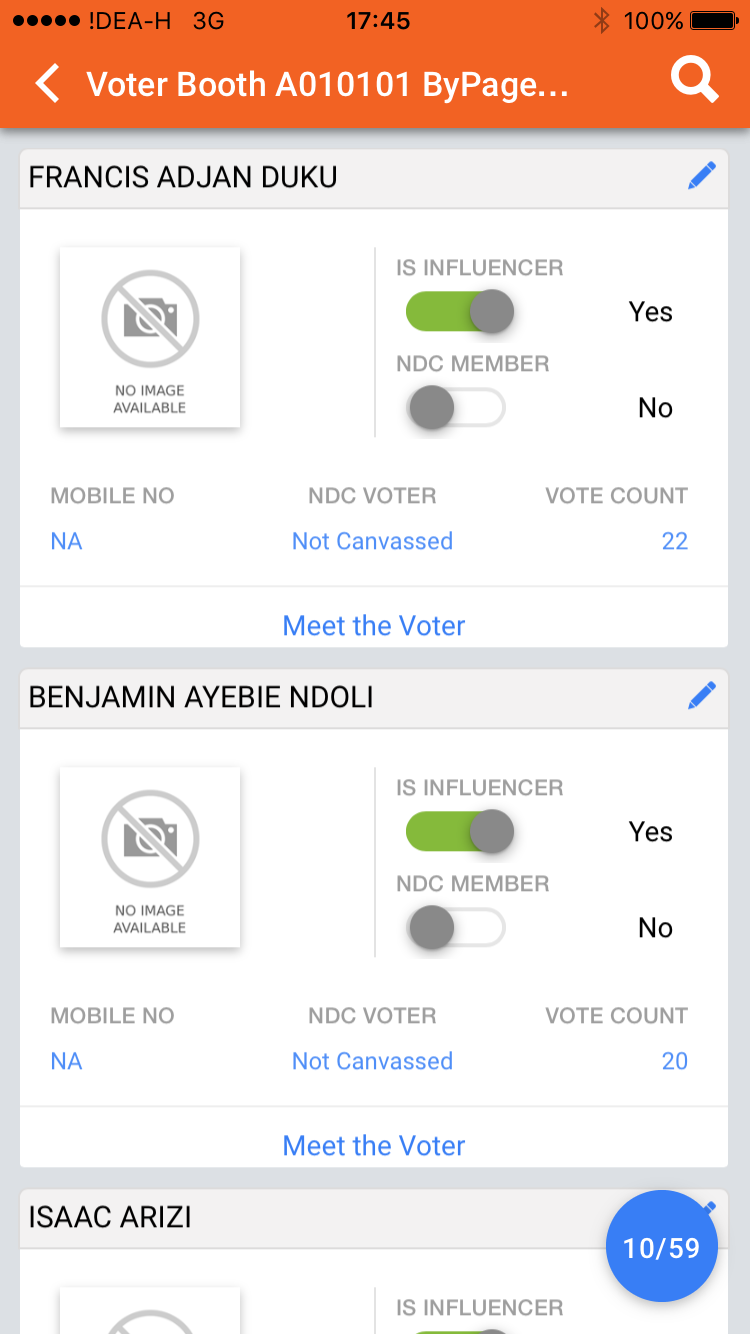 !DEA-H 3G 17:45 100%
Voter Booth A010101 ByPage...
FRANCIS ADJAN DUKU
NO IMAGE
AVAILABLE
IS INFLUENCER
Yes
NDC MEMBER
No
MOBILE NO NDC VOTER VOTE COUNT
NA Not Canvassed 22
Meet the Voter
BENJAMIN AYEBIE NDOLI
NO IMAGE
AVAILABLE
IS INFLUENCER
Yes
NDC MEMBER
No
MOBILE NO NDC VOTER VOTE COUNT
NA Not Canvassed 20
Meet the Voter
ISAAC ARIZI
10/59
IS INFLUENCER